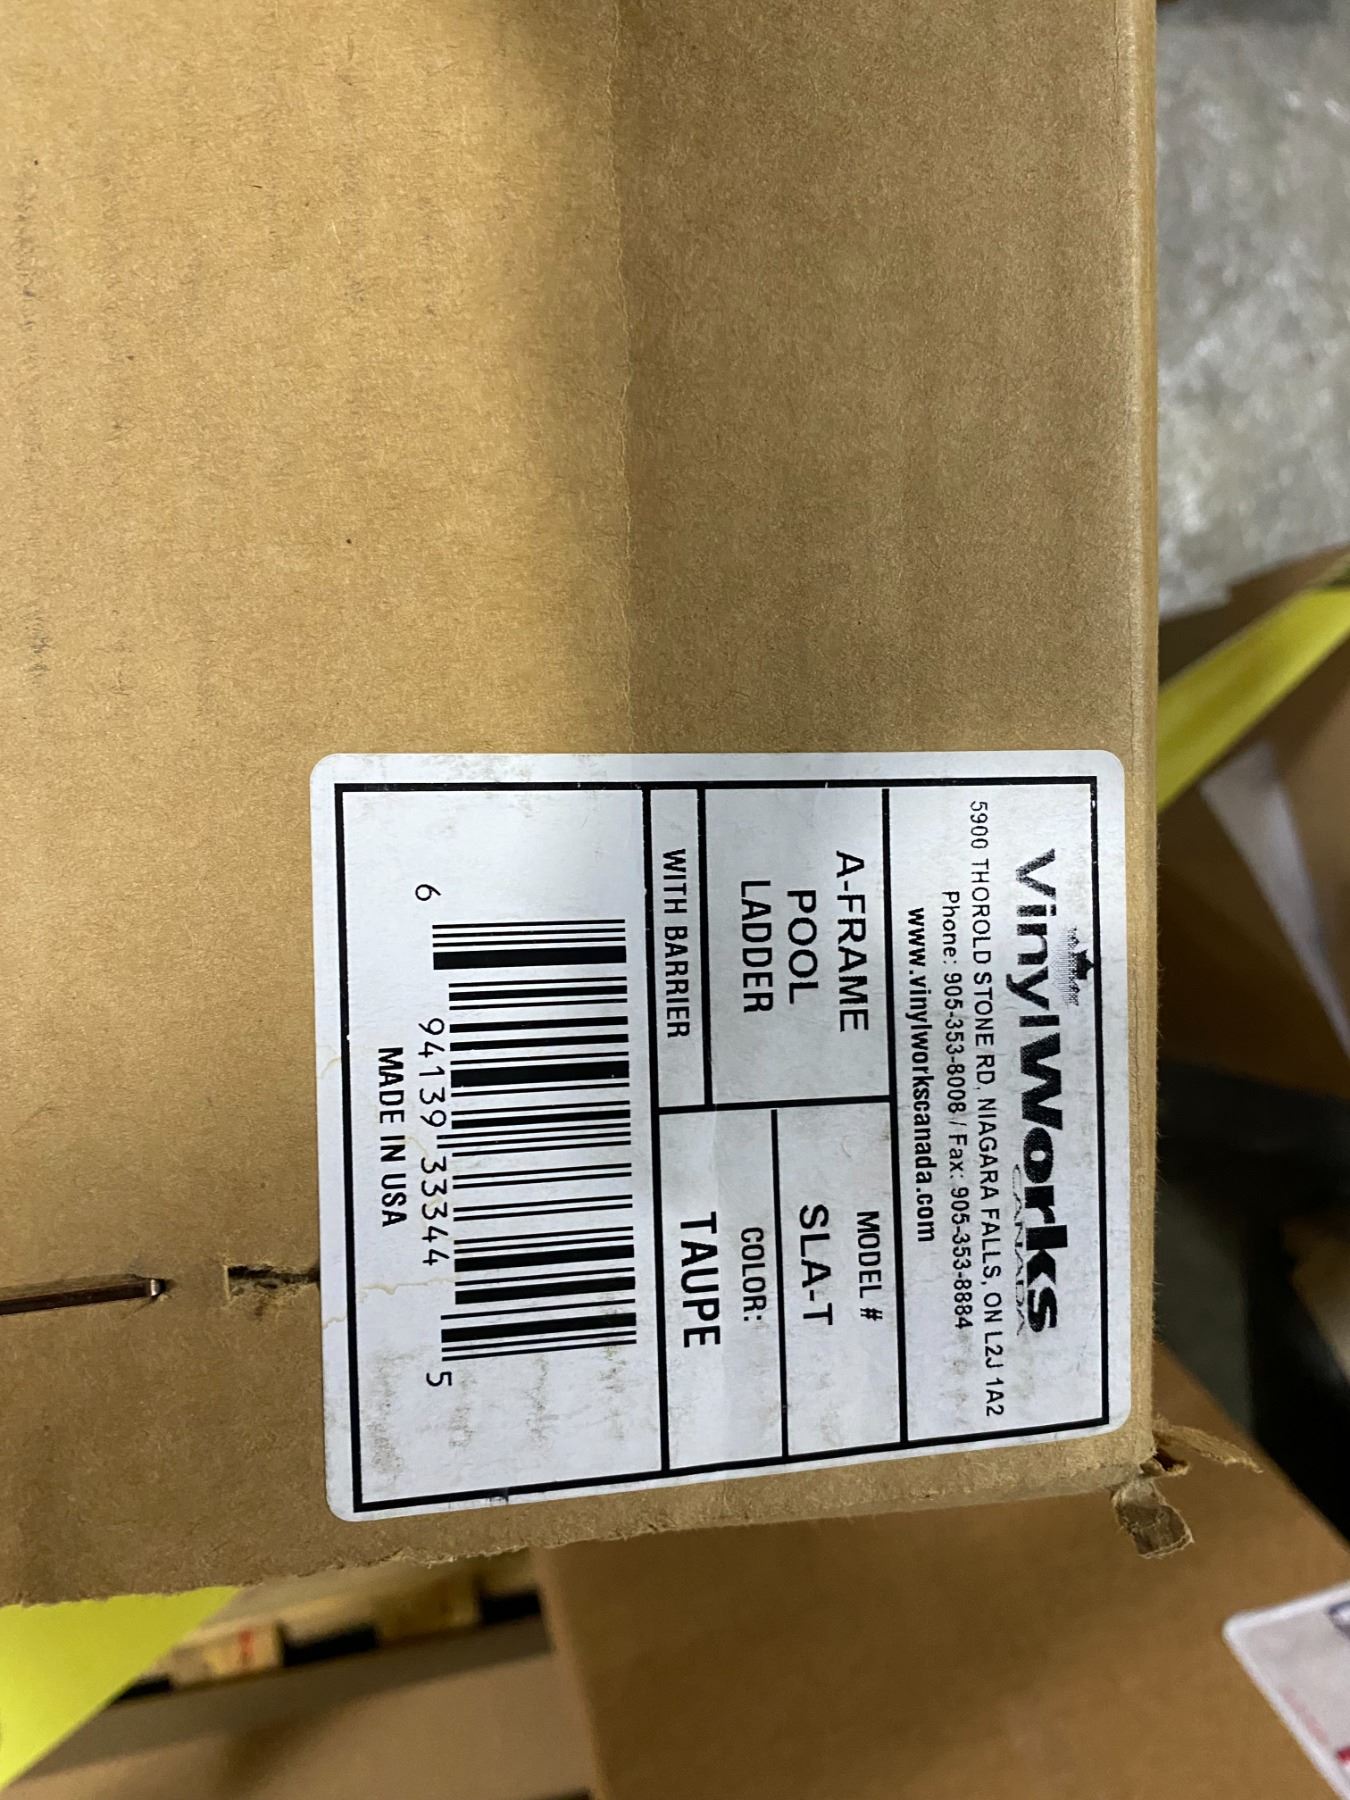 VinylWorks
CANADA
5900 THOROLD STONE RD, NIAGARA FALLS, ON L2J 1A2
Phone: 905-353-8008 / Fax: 905-353-8884
www.vinylworkscanada.com
A-FRAME
POOL
LADDER
WITH BARRIER
MODEL #
SLA-T
COLOR:
TAUPE
6 94139 33344 5
MADE IN USA